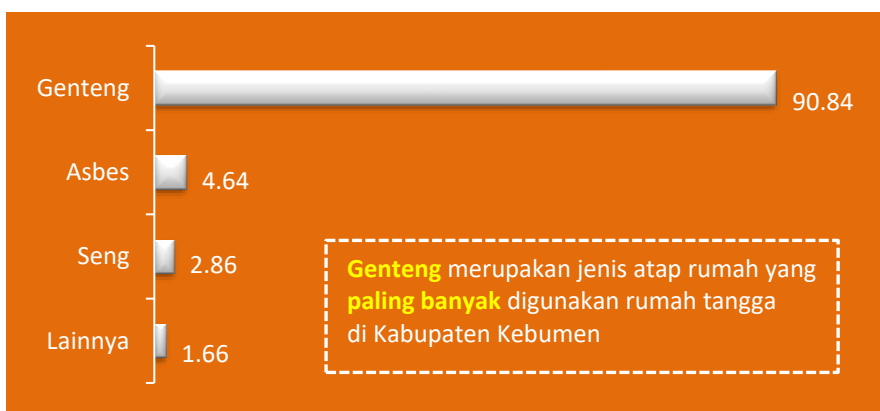 Genteng
90.84
Asbes
4.64
Seng
2.86
Lainnya
1.66
Genteng merupakan jenis atap rumah yang
paling banyak digunakan rumah tangga
di Kabupaten Kebumen